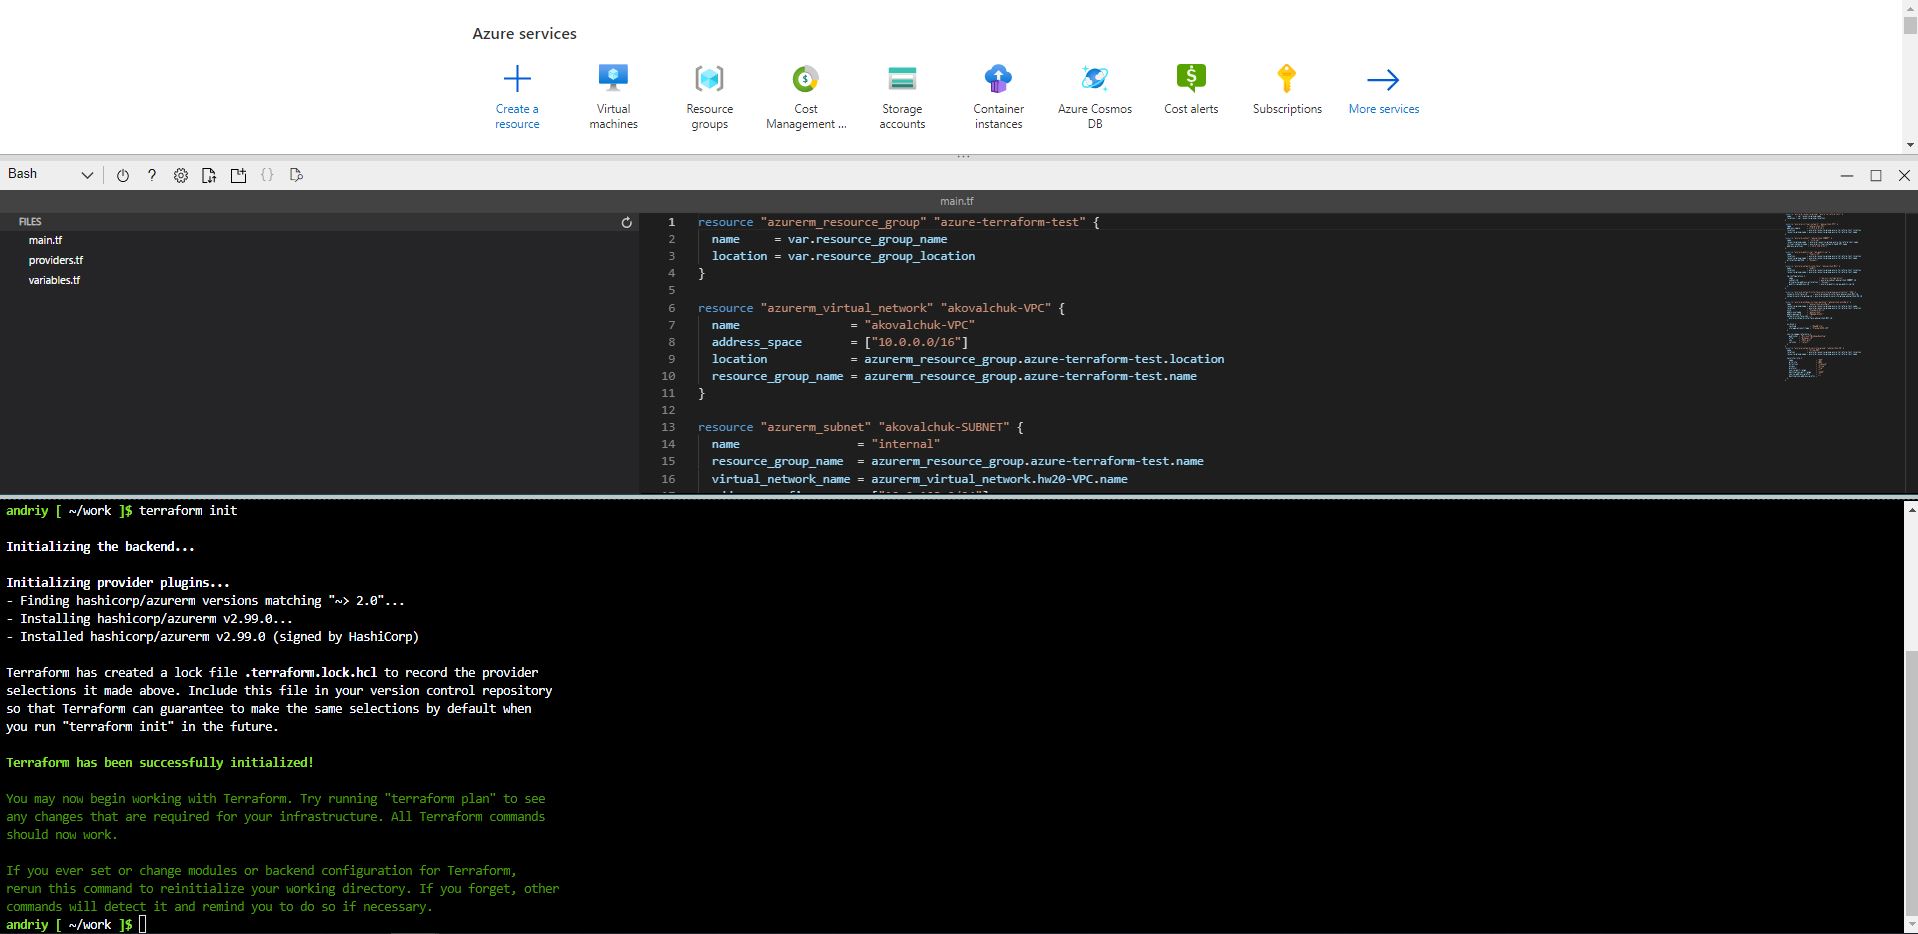 Azure services
Create a resource
Virtual machines
Resource groups
Cost Management ...
Storage accounts
Container instances
Azure Cosmos DB
Cost alerts
Subscriptions
More services
Bash
main.tf
FILES
main.tf
providers.tf
variables.tf
1 resource "azurerm_resource_group" "azure-terraform-test" {
2 name = var.resource_group_name
3 location = var.resource_group_location
4 }
5
6 resource "azurerm_virtual_network" "akovalchuk-VPC" {
7 name = "akovalchuk-VPC"
8 address_space = ["10.0.0.0/16"]
9 location = azurerm_resource_group.azure-terraform-test.location
10 resource_group_name = azurerm_resource_group.azure-terraform-test.name
11 }
12
13 resource "azurerm_subnet" "akovalchuk-SUBNET" {
14 name = "internal"
15 resource_group_name = azurerm_resource_group.azure-terraform-test.name
16 virtual_network_name = azurerm_virtual_network.hw20-VPC.name
andriy [ ~/work ]$ terraform init
Initializing the backend...
Initializing provider plugins...
- Finding hashicorp/azurerm versions matching "~> 2.0"...
- Installing hashicorp/azurerm v2.99.0...
- Installed hashicorp/azurerm v2.99.0 (signed by HashiCorp)
Terraform has created a lock file .terraform.lock.hcl to record the provider
selections it made above. Include this file in your version control repository
so that Terraform can guarantee to make the same selections by default when
you run "terraform init" in the future.
Terraform has been successfully initialized!
You may now begin working with Terraform. Try running "terraform plan" to see
any changes that are required for your infrastructure. All Terraform commands
should now work.
If you ever set or change modules or backend configuration for Terraform,
rerun this command to reinitialize your working directory. If you forget, other
commands will detect it and remind you to do so if necessary.
andriy [ ~/work ]$